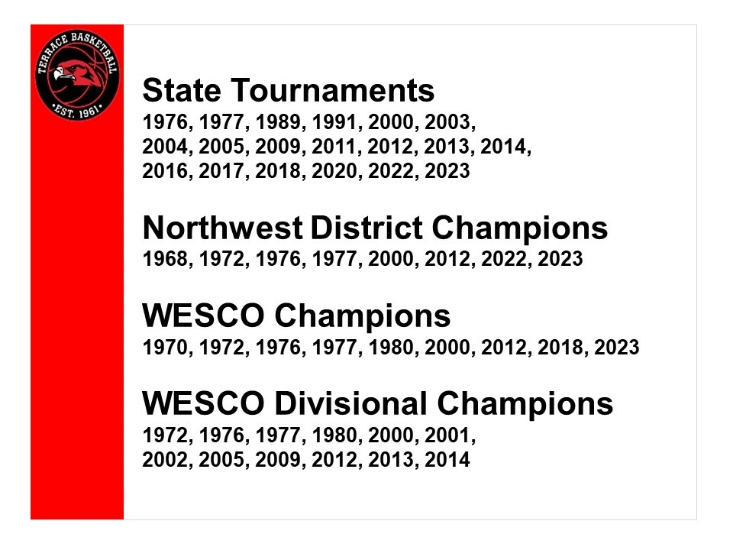 TERRACE BASKETBALL
•EST. 1961•
State Tournaments
1976, 1977, 1989, 1991, 2000, 2003,
2004, 2005, 2009, 2011, 2012, 2013, 2014,
2016, 2017, 2018, 2020, 2022, 2023
Northwest District Champions
1968, 1972, 1976, 1977, 2000, 2012, 2022, 2023
WESCO Champions
1970, 1972, 1976, 1977, 1980, 2000, 2012, 2018, 2023
WESCO Divisional Champions
1972, 1976, 1977, 1980, 2000, 2001,
2002, 2005, 2009, 2012, 2013, 2014